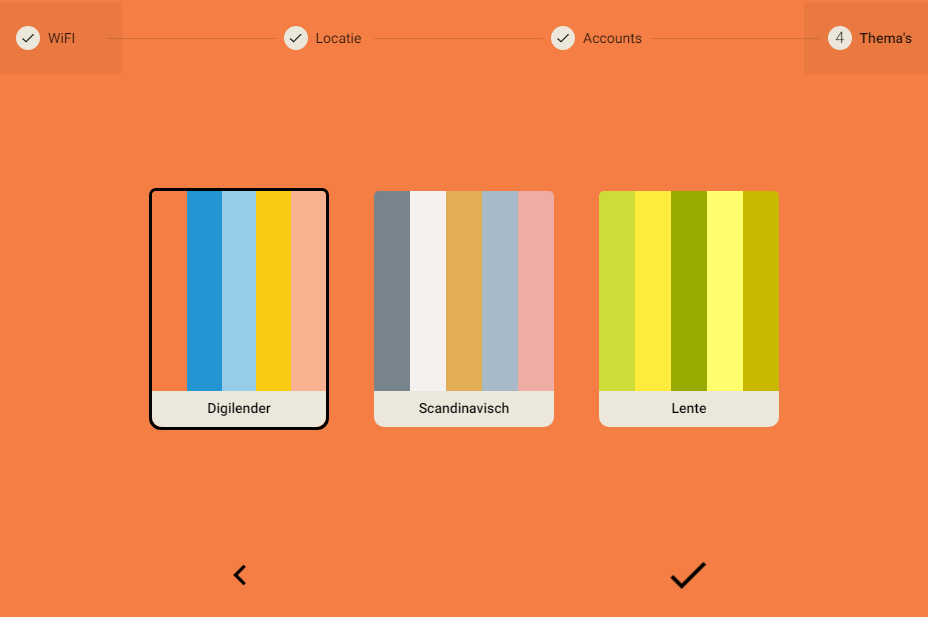 WiFI
Locatie
Accounts
4 Thema's
Digilender
Scandinavisch
Lente